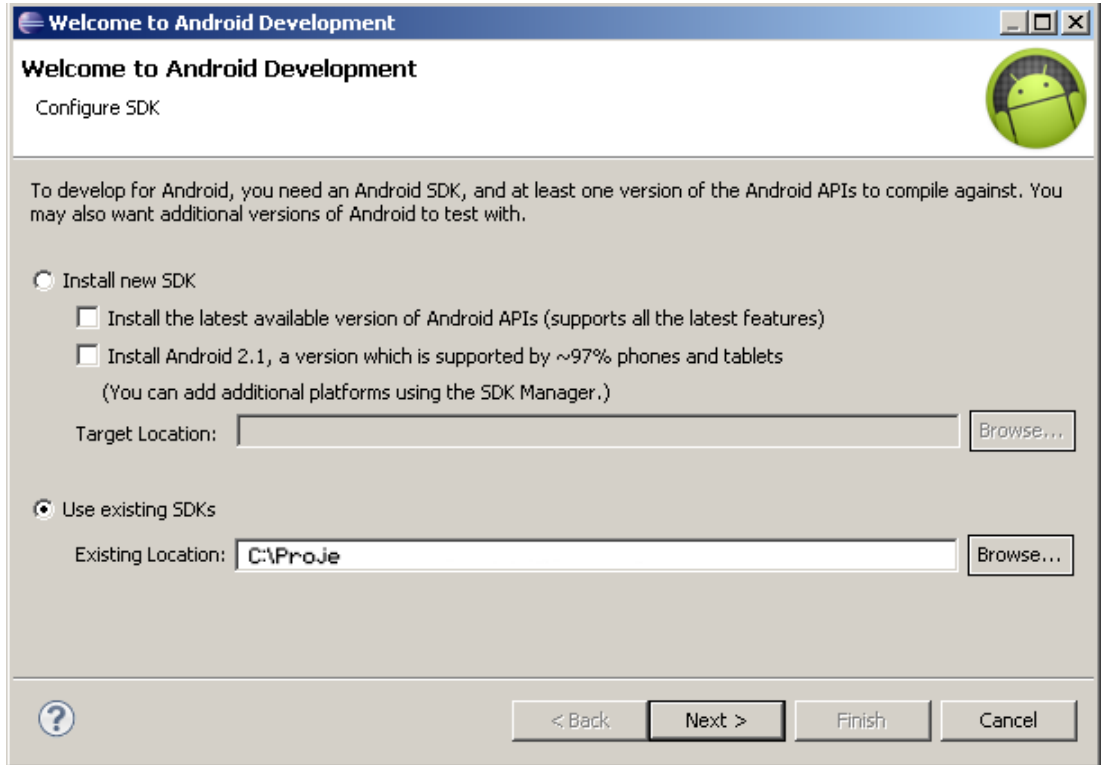 Welcome to Android Development
Welcome to Android Development
Configure SDK
To develop for Android, you need an Android SDK, and at least one version of the Android APIs to compile against. You
may also want additional versions of Android to test with.
Install new SDK
Install the latest available version of Android APIs (supports all the latest features)
Install Android 2.1, a version which is supported by ~97% phones and tablets
(You can add additional platforms using the SDK Manager.)
Target Location: Browse...
Use existing SDKs
Existing Location: C:\Proje Browse...
? < Back Next > Finish Cancel